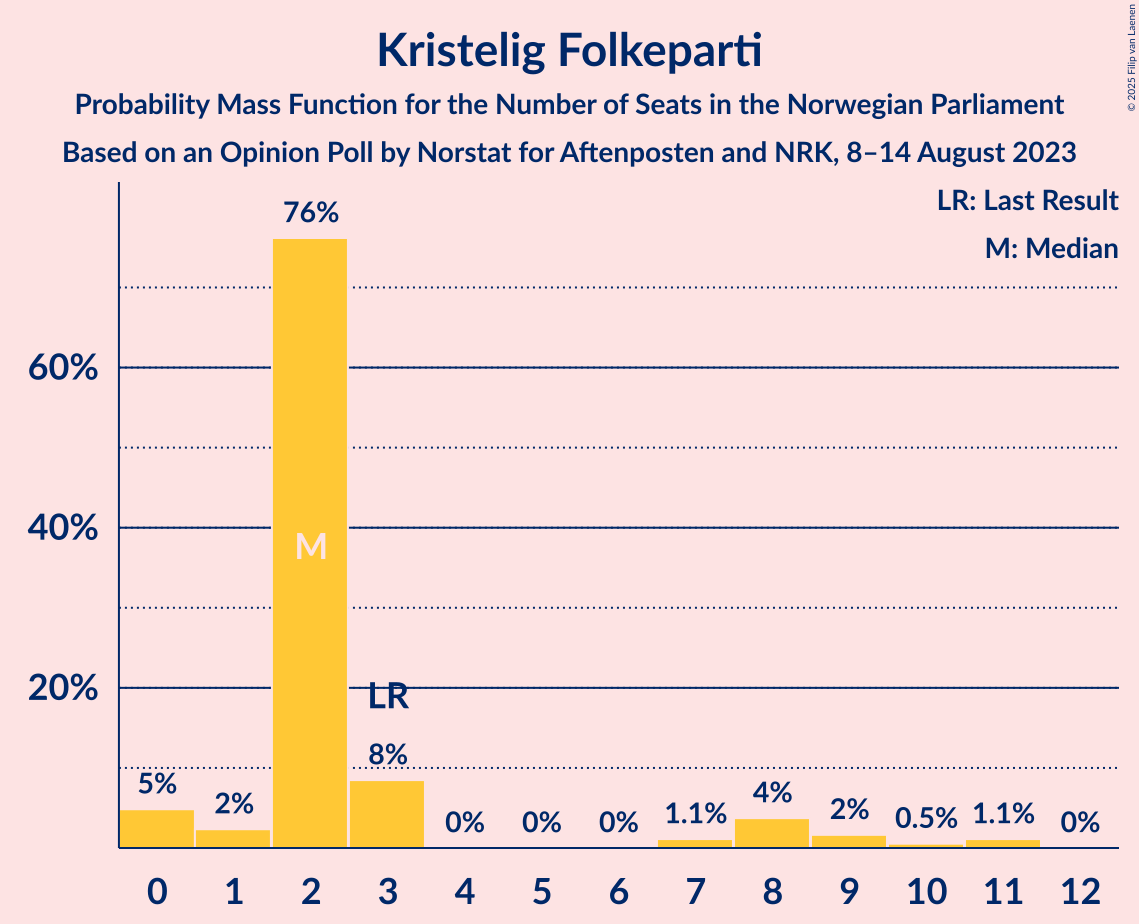 © 2025 Filip van Laenen
Kristelig Folkeparti
Probability Mass Function for the Number of Seats in the Norwegian Parliament
Based on an Opinion Poll by Norstat for Aftenposten and NRK, 8–14 August 2023
LR: Last Result
M: Median
76%
60%
40%
M
20%
LR
8%
5%
2%
0%
0%
0%
1.1%
4%
2%
0.5%
1.1%
0%
0 1 2 3 4 5 6 7 8 9 10 11 12